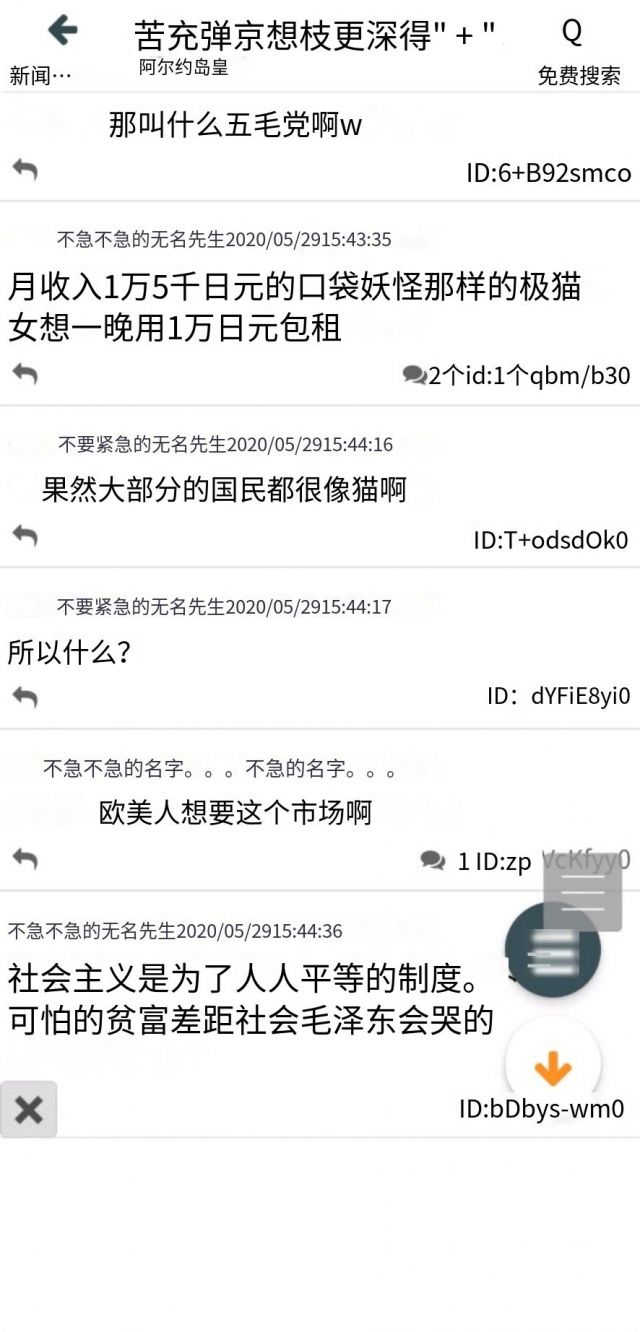 苦充弹京想枝更深得" + "
Q
新闻…
阿尔约岛皇
免费搜索
那叫什么五毛党啊w
ID:6+B92smco
不急不急的无名先生2020/05/2915:43:35
月收入1万5千日元的口袋妖怪那样的极猫
女想一晚用1万日元包租
2个id:1个qbm/b30
不要紧急的无名先生2020/05/2915:44:16
果然大部分的国民都很像猫啊
ID:T+odsdOk0
不要紧急的无名先生2020/05/2915:44:17
所以什么?
ID：dYFiE8yi0
不急不急的名字。。。不急的名字。。。
欧美人想要这个市场啊
1 ID:zp VcKfyy0
不急不急的无名先生2020/05/2915:44:36
社会主义是为了人人平等的制度。、
可怕的贫富差距社会毛泽东会哭的
ID:bDbys-wm0